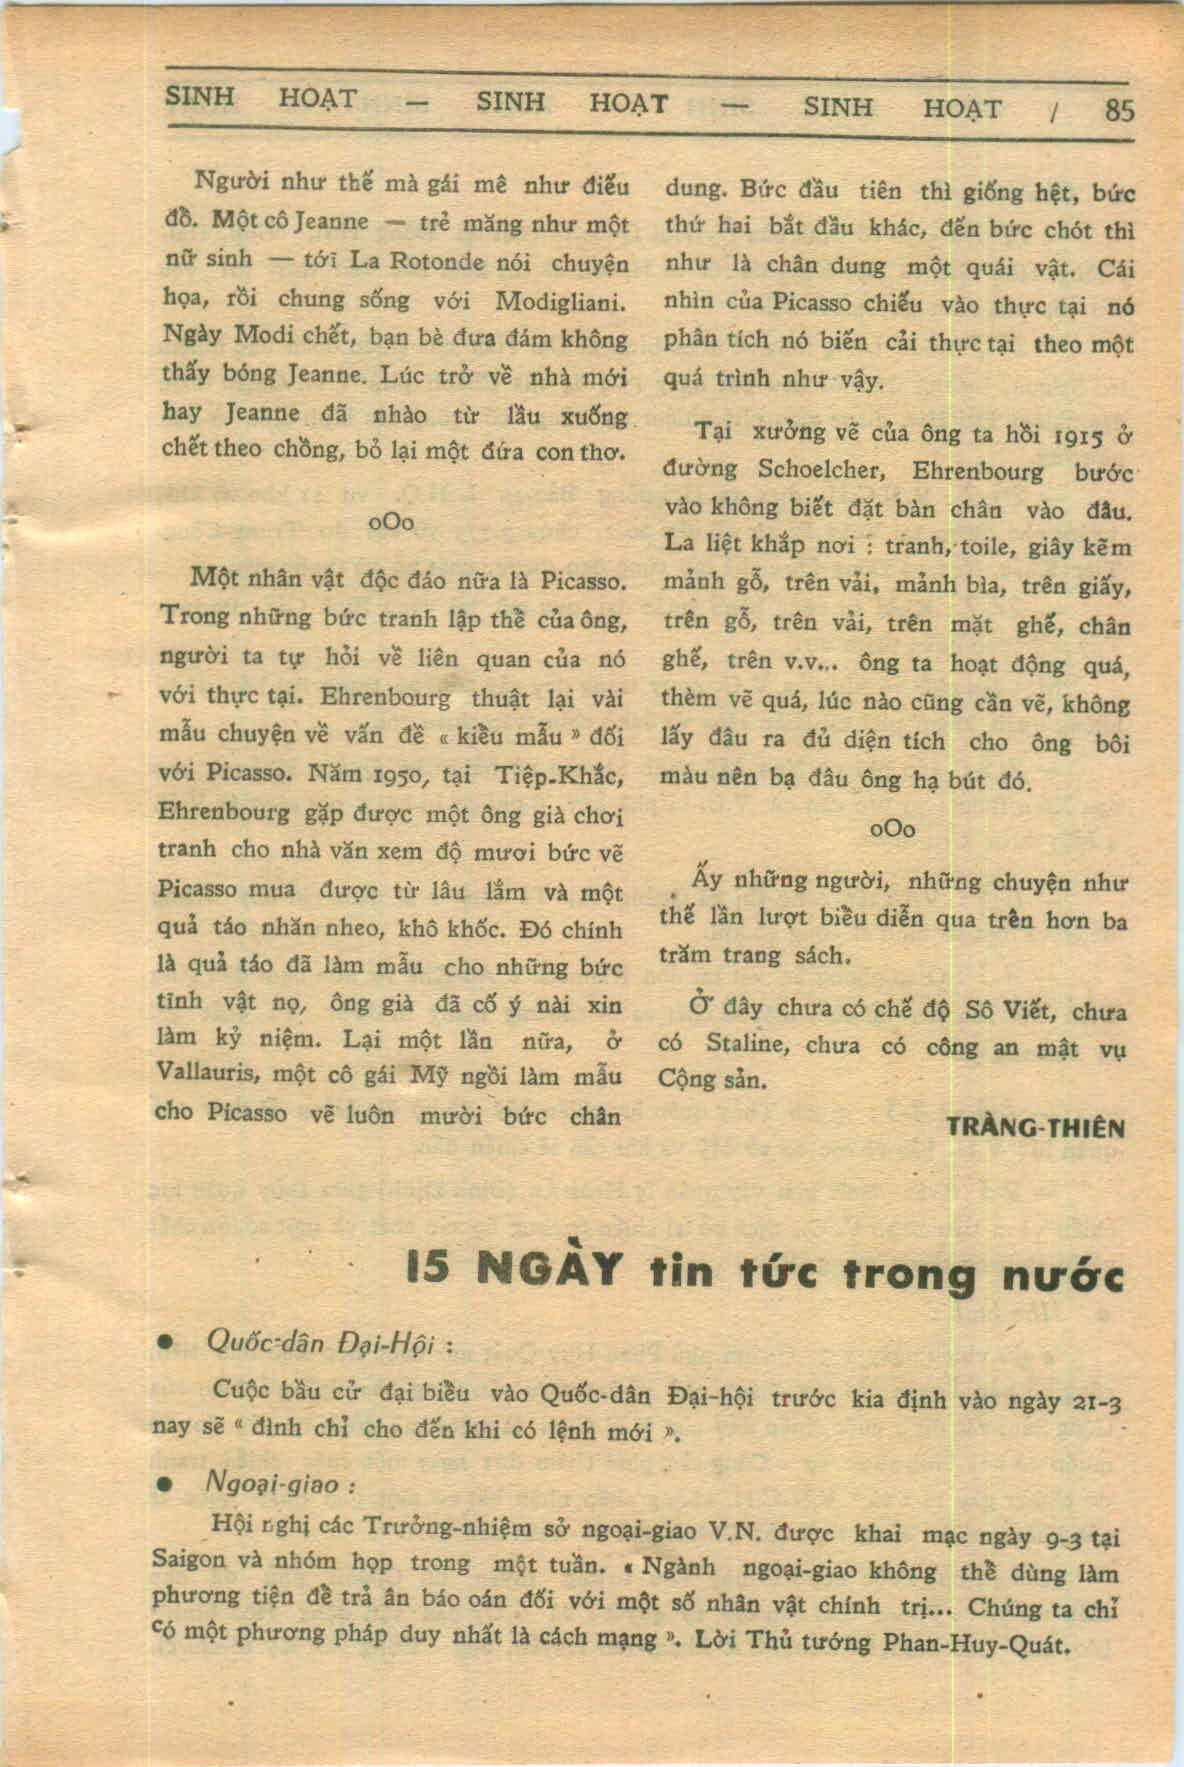 SINH HOẠT — SINH HOẠT — SINH HOẠT / 85
Người như thế mà gái mê như điếu
đổ. Một cô Jeanne — trẻ măng như một
nữ sinh — tới La Rotonde nói chuyện
họa, rồi chung sống với Modigliani.
Ngày Modi chết, bạn bè đưa đám không
thấy bóng Jeanne. Lúc trở về nhà mới
hay Jeanne đã nhào từ lầu xuống
chết theo chồng, bỏ lại một đứa con thơ.
oOo
Một nhân vật độc đáo nữa là Picasso.
Trong những bức tranh lập thể của ông,
người ta tự hỏi về liên quan của nó
với thực tại. Ehrenbourg thuật lại vài
mẫu chuyện về vấn đề « kiểu mẫu » đối
với Picasso. Năm 1950, tại Tiệp-Khắc,
Ehrenbourg gặp được một ông già chơi
tranh cho nhà văn xem độ mươi bức vẽ
Picasso mua được từ lâu lắm và một
quả táo nhăn nheo, khô khốc. Đó chính
là quả táo đã làm mẫu cho những bức
tĩnh vật nọ, ông già đã cố ý nài xin
làm kỷ niệm. Lại một lần nữa, ở
Vallauris, một cô gái Mỹ ngồi làm mẫu
cho Picasso vẽ luôn mười bức chân
dung. Bức đầu tiên thì giống hệt, bức
thứ hai bắt đầu khác, đến bức chót thì
như là chân dung một quái vật. Cái
nhìn của Picasso chiếu vào thực tại nó
phân tích nó biến cải thực tại theo một
quá trình như vậy.
Tại xưởng vẽ của ông ta hồi 1915 ở
đường Schoelcher, Ehrenbourg bước
vào không biết đặt bàn chân vào đâu.
La liệt khắp nơi : tranh, toile, giây kẽm
mảnh gỗ, trên vải, mảnh bìa, trên giấy,
trên gỗ, trên vải, trên mặt ghế, chân
ghế, trên v.v... ông ta hoạt động quá,
thèm vẽ quá, lúc nào cũng cần vẽ, không
lấy đâu ra đủ diện tích cho ông bôi
màu nên bạ đâu ông hạ bút đó.
oOo
Ấy những người, những chuyện như
thế lần lượt biểu diễn qua trên hơn ba
trăm trang sách.
Ở đây chưa có chế độ Sô Viết, chưa
có Staline, chưa có công an mật vụ
Cộng sản.
TRÀNG-THIÊN
15 NGÀY tin tức trong nước
● Quốc-dân Đại-Hội :
Cuộc bầu cử đại biểu vào Quốc-dân Đại-hội trước kia định vào ngày 21-3
nay sẽ « đình chỉ cho đến khi có lệnh mới ».
● Ngoại-giao :
Hội nghị các Trưởng-nhiệm sở ngoại-giao V.N. được khai mạc ngày 9-3 tại
Saigon và nhóm họp trong một tuần. « Ngành ngoại-giao không thể dùng làm
phương tiện để trả ân báo oán đối với một số nhân vật chính trị... Chúng ta chỉ
có một phương pháp duy nhất là cách mạng ». Lời Thủ tướng Phan-Huy-Quát.